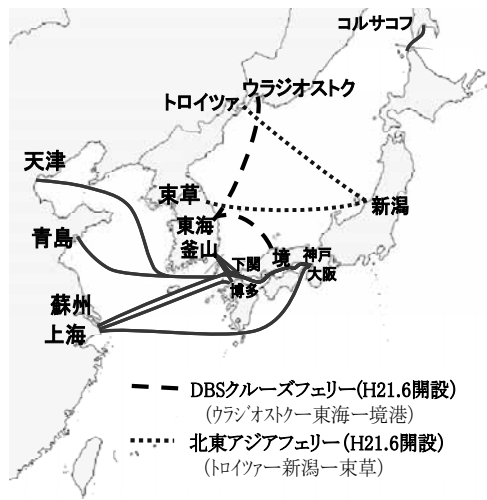 コルサコフ
ウラジオストク
トロイツァ
天津
束草
新潟
東海
青島
釜山
境
神戸
下関
大阪
博多
蘇州
上海
DBSクルーズフェリー(H21.6開設)
(ウラジオストクー東海ー境港)
北東アジアフェリー(H21.6開設)
(ﾄﾛｲﾂｧー新潟ー束草)